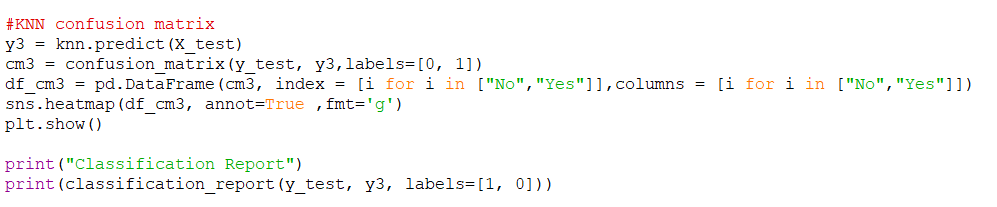 #KNN confusion matrix
y3 = knn.predict(X_test)
cm3 = confusion_matrix(y_test, y3,labels=[0, 1])
df_cm3 = pd.DataFrame(cm3, index = [i for i in ["No","Yes"]],columns = [i for i in ["No","Yes"]])
sns.heatmap(df_cm3, annot=True ,fmt='g')
plt.show()
print("Classification Report")
print(classification_report(y_test, y3, labels=[1, 0]))